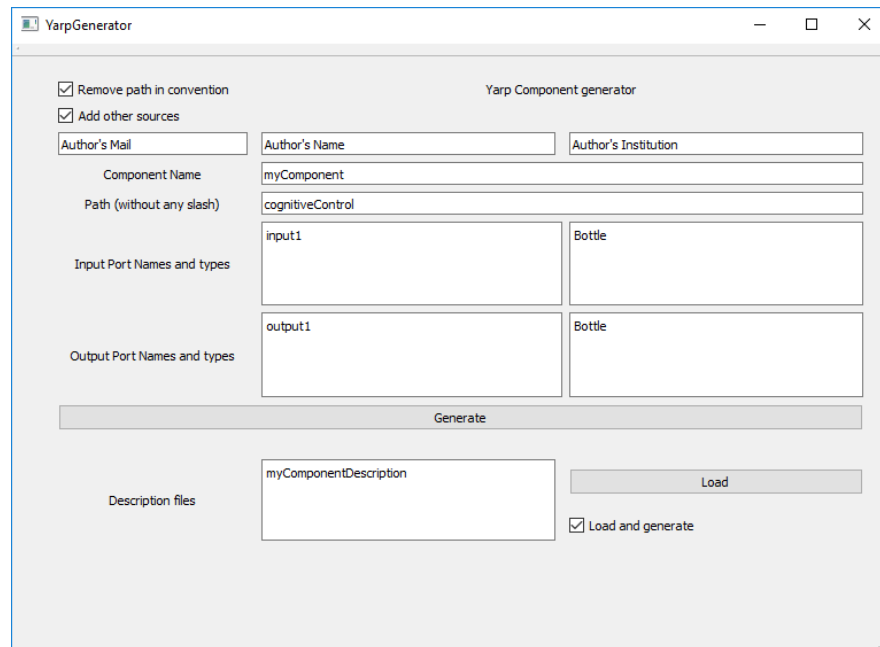 YarpGenerator
Remove path in convention
Yarp Component generator
Add other sources
Author's Mail
Author's Name
Author's Institution
Component Name
myComponent
Path (without any slash)
cognitiveControl
Input Port Names and types
input1
Bottle
Output Port Names and types
output1
Bottle
Generate
Description files
myComponentDescription
Load
Load and generate